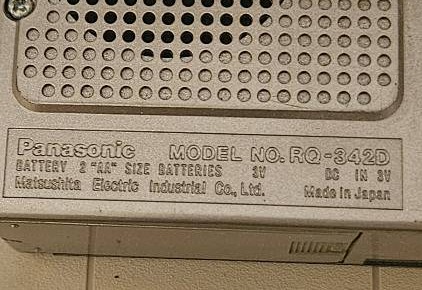 Panasonic MODEL NO. RQ-342D
BATTERY 2 "AA" SIZE BATTERIES 3V DC IN 3V
Matsushita Electric Industrial Co., Ltd. Made in Japan